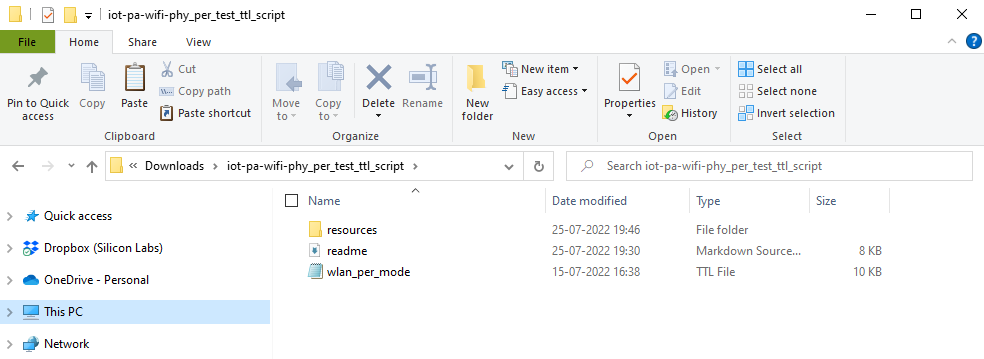 iot-pa-wifi-phy_per_test_ttl_script
File Home Share View
Pin to Quick access
Copy
Paste
Cut
Copy path
Paste shortcut
Clipboard
Move to
Copy to
Delete
Rename
Organize
New folder
New item
Easy access
New
Properties
Open
Edit
History
Open
Select all
Select none
Invert selection
Select
« Downloads > iot-pa-wifi-phy_per_test_ttl_script >
Search iot-pa-wifi-phy_per_test_ttl_script
Quick access
Dropbox (Silicon Labs)
OneDrive - Personal
This PC
Network
Name Date modified Type Size
resources 25-07-2022 19:46 File folder
readme 25-07-2022 19:30 Markdown Source... 8 KB
wlan_per_mode 15-07-2022 16:38 TTL File 10 KB